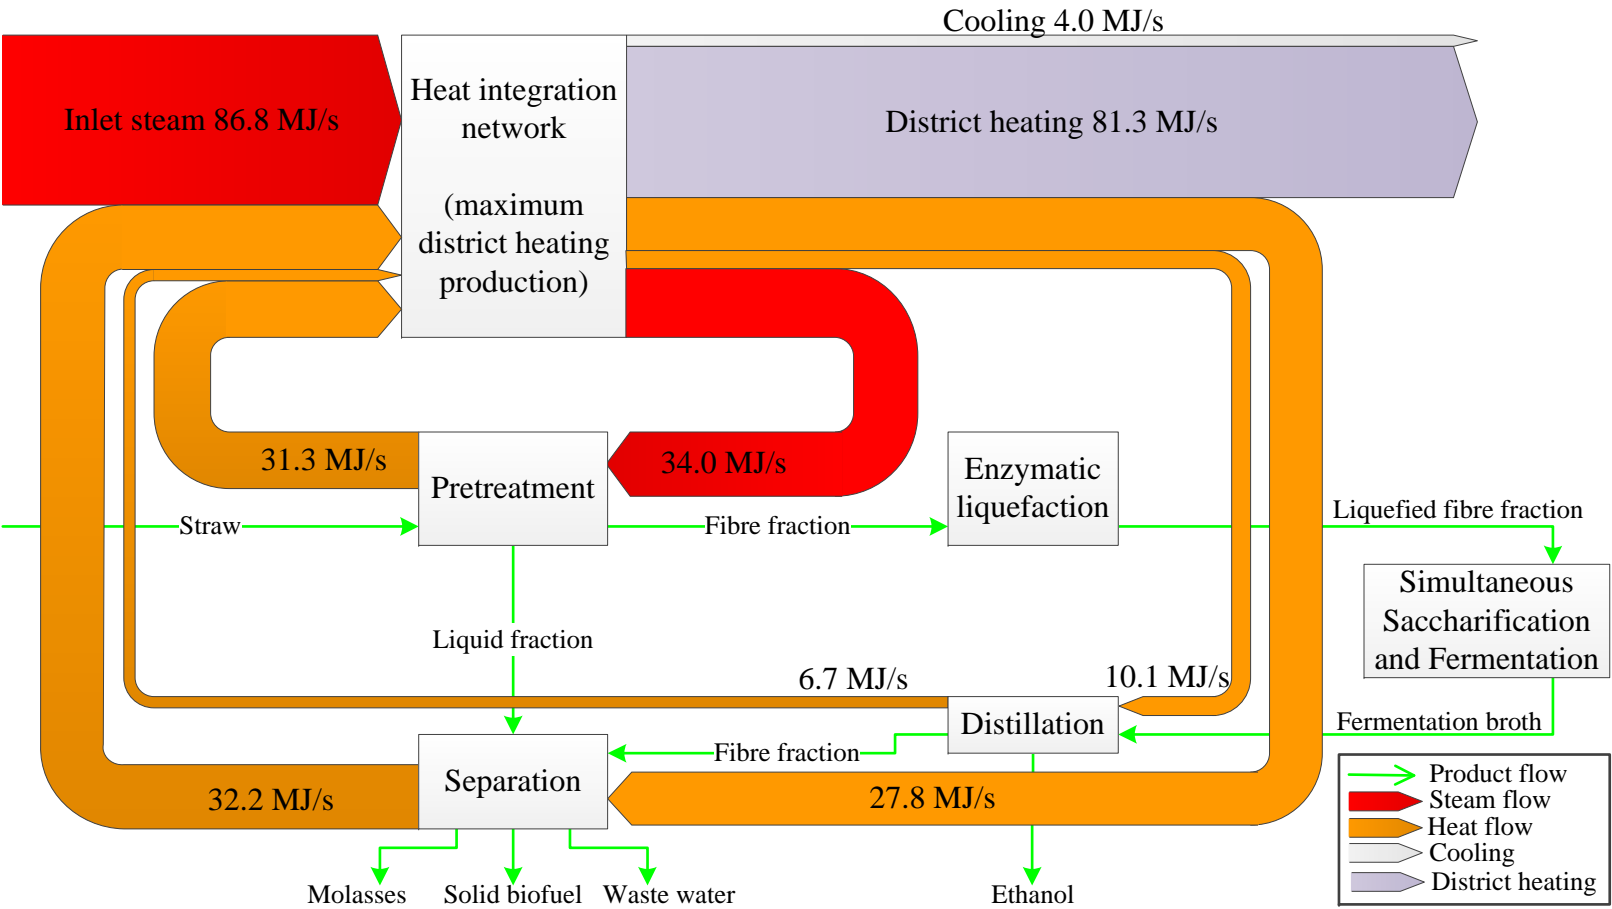 Cooling 4.0 MJ/s
Inlet steam 86.8 MJ/s
Heat integration
network
(maximum
district heating
production)
District heating 81.3 MJ/s
31.3 MJ/s
34.0 MJ/s
Pretreatment
Enzymatic
liquefaction
Straw
Fibre fraction
Liquefied fibre fraction
Simultaneous
Saccharification
and Fermentation
Liquid fraction
6.7 MJ/s
10.1 MJ/s
Distillation
Fermentation broth
Fibre fraction
Separation
32.2 MJ/s
27.8 MJ/s
Molasses
Solid biofuel
Waste water
Ethanol
Product flow
Steam flow
Heat flow
Cooling
District heating